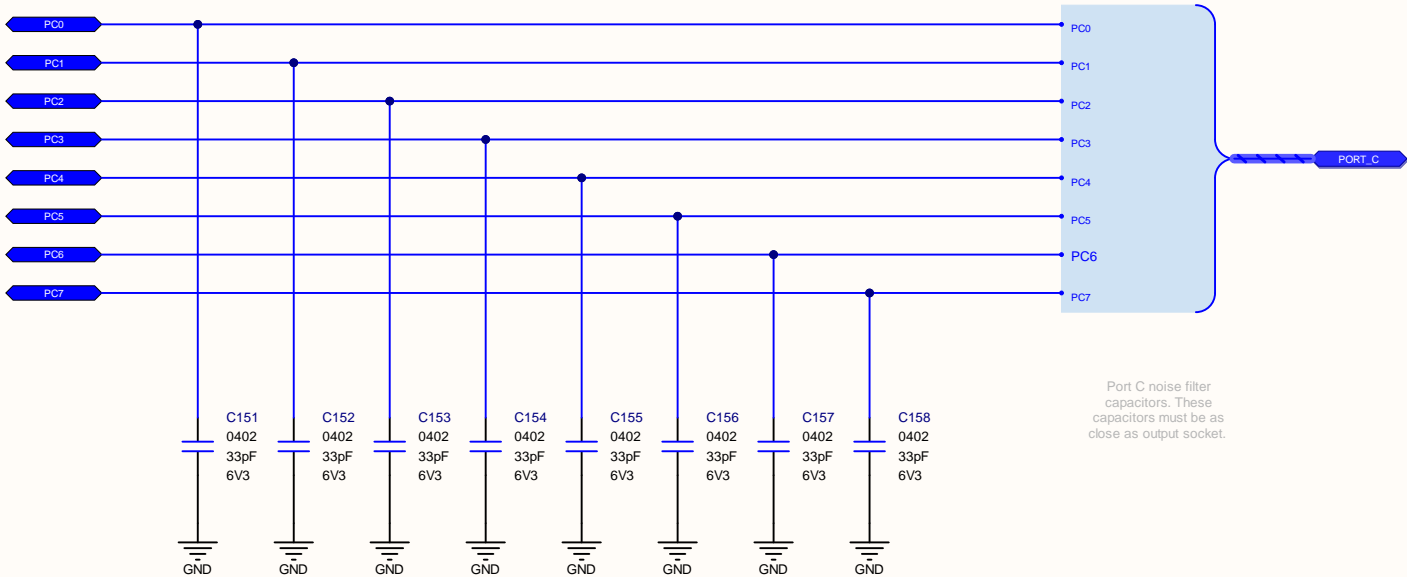 PC0
PC0
PC1
PC1
PC2
PC2
PC3
PC3
PORT_C
PC4
PC4
PC5
PC5
PC6
PC6
PC7
PC7
Port C noise filter
capacitors. These
capacitors must be as
close as output socket.
C151
0402
33pF
6V3
C152
0402
33pF
6V3
C153
0402
33pF
6V3
C154
0402
33pF
6V3
C155
0402
33pF
6V3
C156
0402
33pF
6V3
C157
0402
33pF
6V3
C158
0402
33pF
6V3
GND
GND
GND
GND
GND
GND
GND
GND